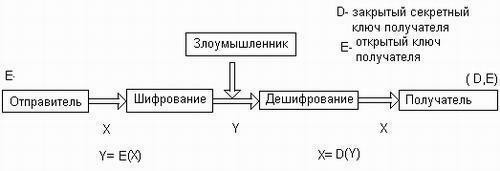 D- закрытый секретный
ключ получателя
E- открытый ключ
получателя
Злоумышленник
E-
( D,E)
Отправитель
Шифрование
Дешифрование
Получатель
X
Y
X
Y= E(X)
X= D(Y)